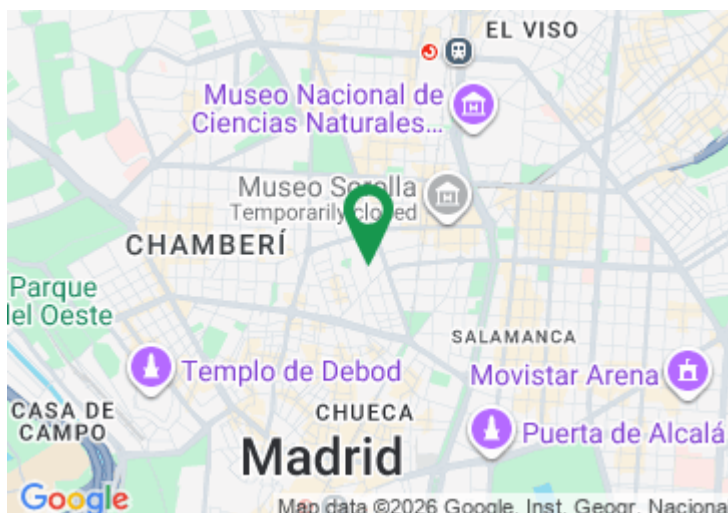 EL VISO
Museo Nacional de
Ciencias Naturales...
Museo Sorolla
Temporarily closed
CHAMBERÍ
Parque
del Oeste
SALAMANCA
Templo de Debod
Movistar Arena
CASA DE
CAMPO
CHUECA
Puerta de Alcalá
Madrid
Google
Map data ©2026 Google, Inst. Geogr. Naciona